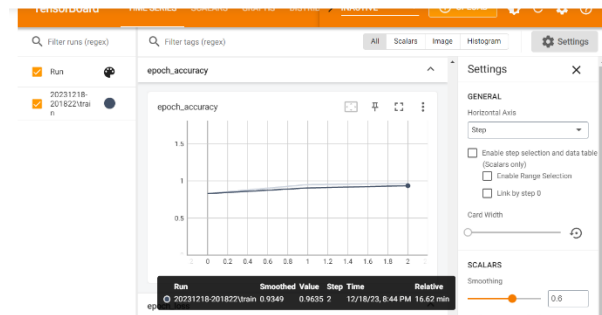 TensorBoard TIME SERIES SCALARS GRAPHS INACTIVE
Filter runs (regex)
Filter tags (regex)
All Scalars Image Histogram
Settings
Run
20231218-
201822\trai
n
epoch_accuracy
epoch_accuracy
1.5
1
0.5
0 0.2 0.4 0.6 0.8 1 1.2 1.4 1.6 1.8 2
Run Smoothed Value Step Time Relative
20231218-201822\train 0.9349 0.9635 2 12/18/23, 8:44 PM 16.62 min
Settings
GENERAL
Horizontal Axis
Step
Enable step selection and data table
(Scalars only)
Enable Range Selection
Link by step 0
Card Width
SCALARS
Smoothing
0.6